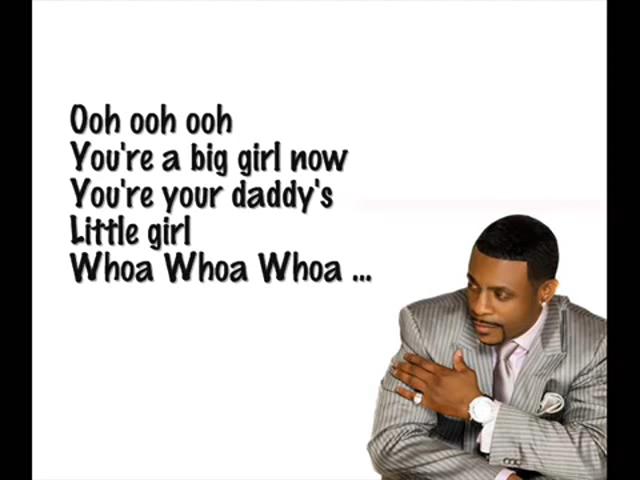 Ooh ooh ooh
You're a big girl now
You're your daddy's
Little girl
Whoa Whoa Whoa ...